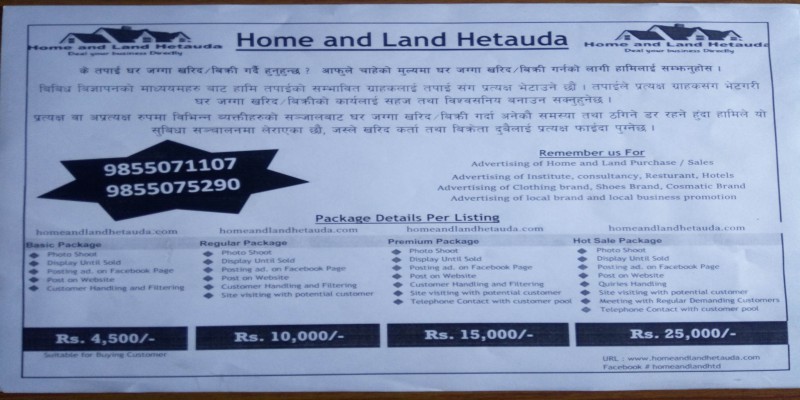 Home and Land Hetauda
Deal your business Directly
Home and Land Hetauda
Home and Land Hetauda
Deal your business Directly
के तपाई घर जग्गा खरिद/बिक्री गर्दै हुनुहुन्छ ? आफुले चाहेको मुल्यमा घर जग्गा खरिद/बिक्री गर्नको लागी हामिलाई सम्झनुहोस ।
बिबिध बिज्ञापनको माध्यमहरु बाट हामि तपाईको सम्भावित ग्राहकलाई तपाई संग प्रत्यक्ष भेटाउने छौ । तपाईले प्रत्यक्ष ग्राहकसंग भेटगरी
घर जग्गा खरिद/बिक्रीको कार्यलाई सहज तथा बिश्वसनिय बनाउन सक्नुहुनेछ ।
प्रत्यक्ष वा अप्रत्यक्ष रुपमा विभिन्न ब्यक्तीहरुको सञ्जालबाट घर जग्गा खरिद/बिक्री गर्दा अनेकौ समस्या तथा ठगिने डर रहने हुंदा हामिले यो
सुबिधा सञ्चालनमा लेराएका छौ, जस्ले खरिद कर्ता तथा बिक्रेता दुबैलाई प्रत्यक्ष फाईदा पुग्नेछ ।
9855071107
9855075290
Remember us For
Advertising of Home and Land Purchase / Sales
Advertising of Institute, consultancy, Resturant, Hotels
Advertising of Clothing brand, Shoes Brand, Cosmatic Brand
Advertising of local brand and local business promotion
Package Details Per Listing
homeandlandhetauda.com homeandlandhetauda.com homeandlandhetauda.com homeandlandhetauda.com
Basic Package
Photo Shoot
Display Until Sold
Posting ad. on Facebook Page
Post on Website
Customer Handling and Filtering
Rs. 4,500/-
Suitable for Buying Customer
Regular Package
Photo Shoot
Display Until Sold
Posting ad. on Facebook Page
Post on Website
Customer Handling and Filtering
Site visiting with potential customer
Rs. 10,000/-
Premium Package
Photo Shoot
Display Until Sold
Posting ad. on Facebook Page
Post on Website
Customer Handling and Filtering
Site visiting with potential customer
Telephone Contact with customer pool
Rs. 15,000/-
Hot Sale Package
Photo Shoot
Display Until Sold
Posting ad. on Facebook Page
Post on Website
Quiries Handling
Site visiting with potential customer
Meeting with Regular Demanding Customers
Telephone Contact with customer pool
Rs. 25,000/-
URL : www.homeandlandhetauda.com
Facebook # homeandlandhtd